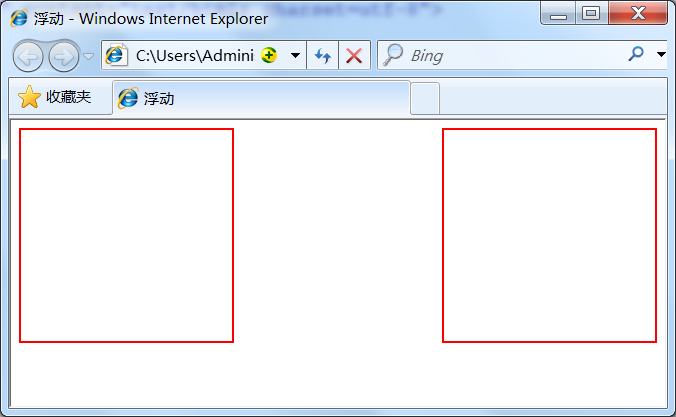 浮动 - Windows Internet Explorer
C:\Users\Admini
Bing
收藏夹
浮动